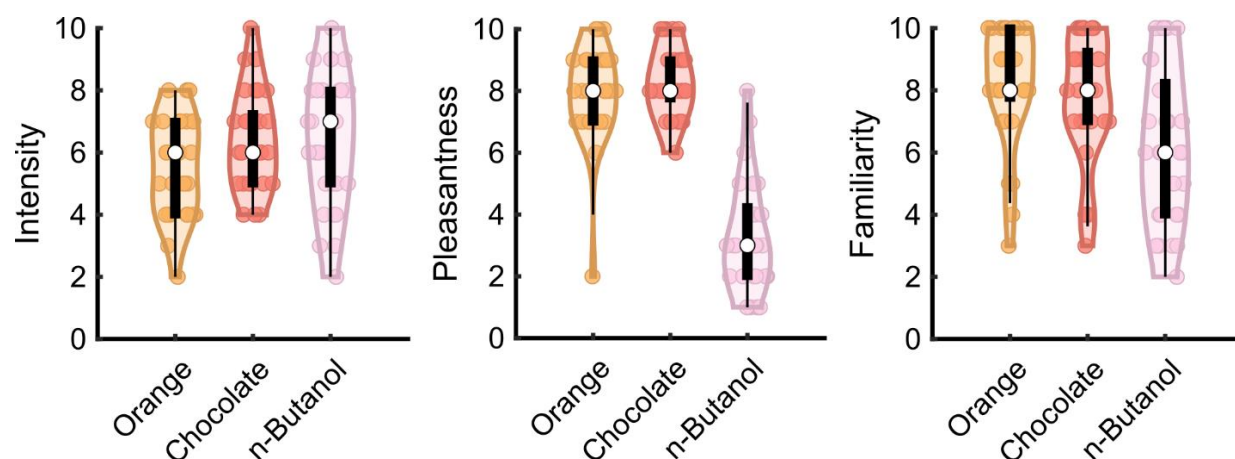 Intensity
10
8
6
4
2
0
Orange
Chocolate
n-Butanol
Pleasantness
10
8
6
4
2
0
Orange
Chocolate
n-Butanol
Familiarity
10
8
6
4
2
0
Orange
Chocolate
n-Butanol